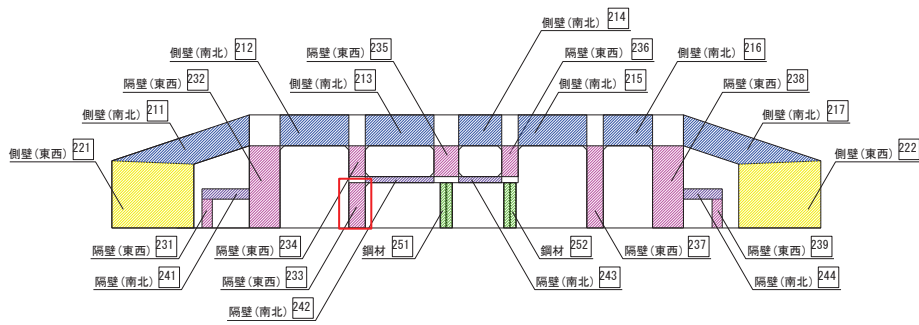 側壁(南北) 214
側壁(南北) 212
隔壁(東西) 235
隔壁(東西) 236
側壁(南北) 216
隔壁(東西) 232
側壁(南北) 213
側壁(南北) 215
隔壁(東西) 238
側壁(南北) 211
側壁(南北) 217
側壁(東西) 221
側壁(東西) 222
隔壁(東西) 231
隔壁(東西) 234
鋼材 251
鋼材 252
隔壁(東西) 237
隔壁(東西) 239
隔壁(南北) 241
隔壁(東西) 233
隔壁(南北) 243
隔壁(南北) 244
隔壁(南北) 242